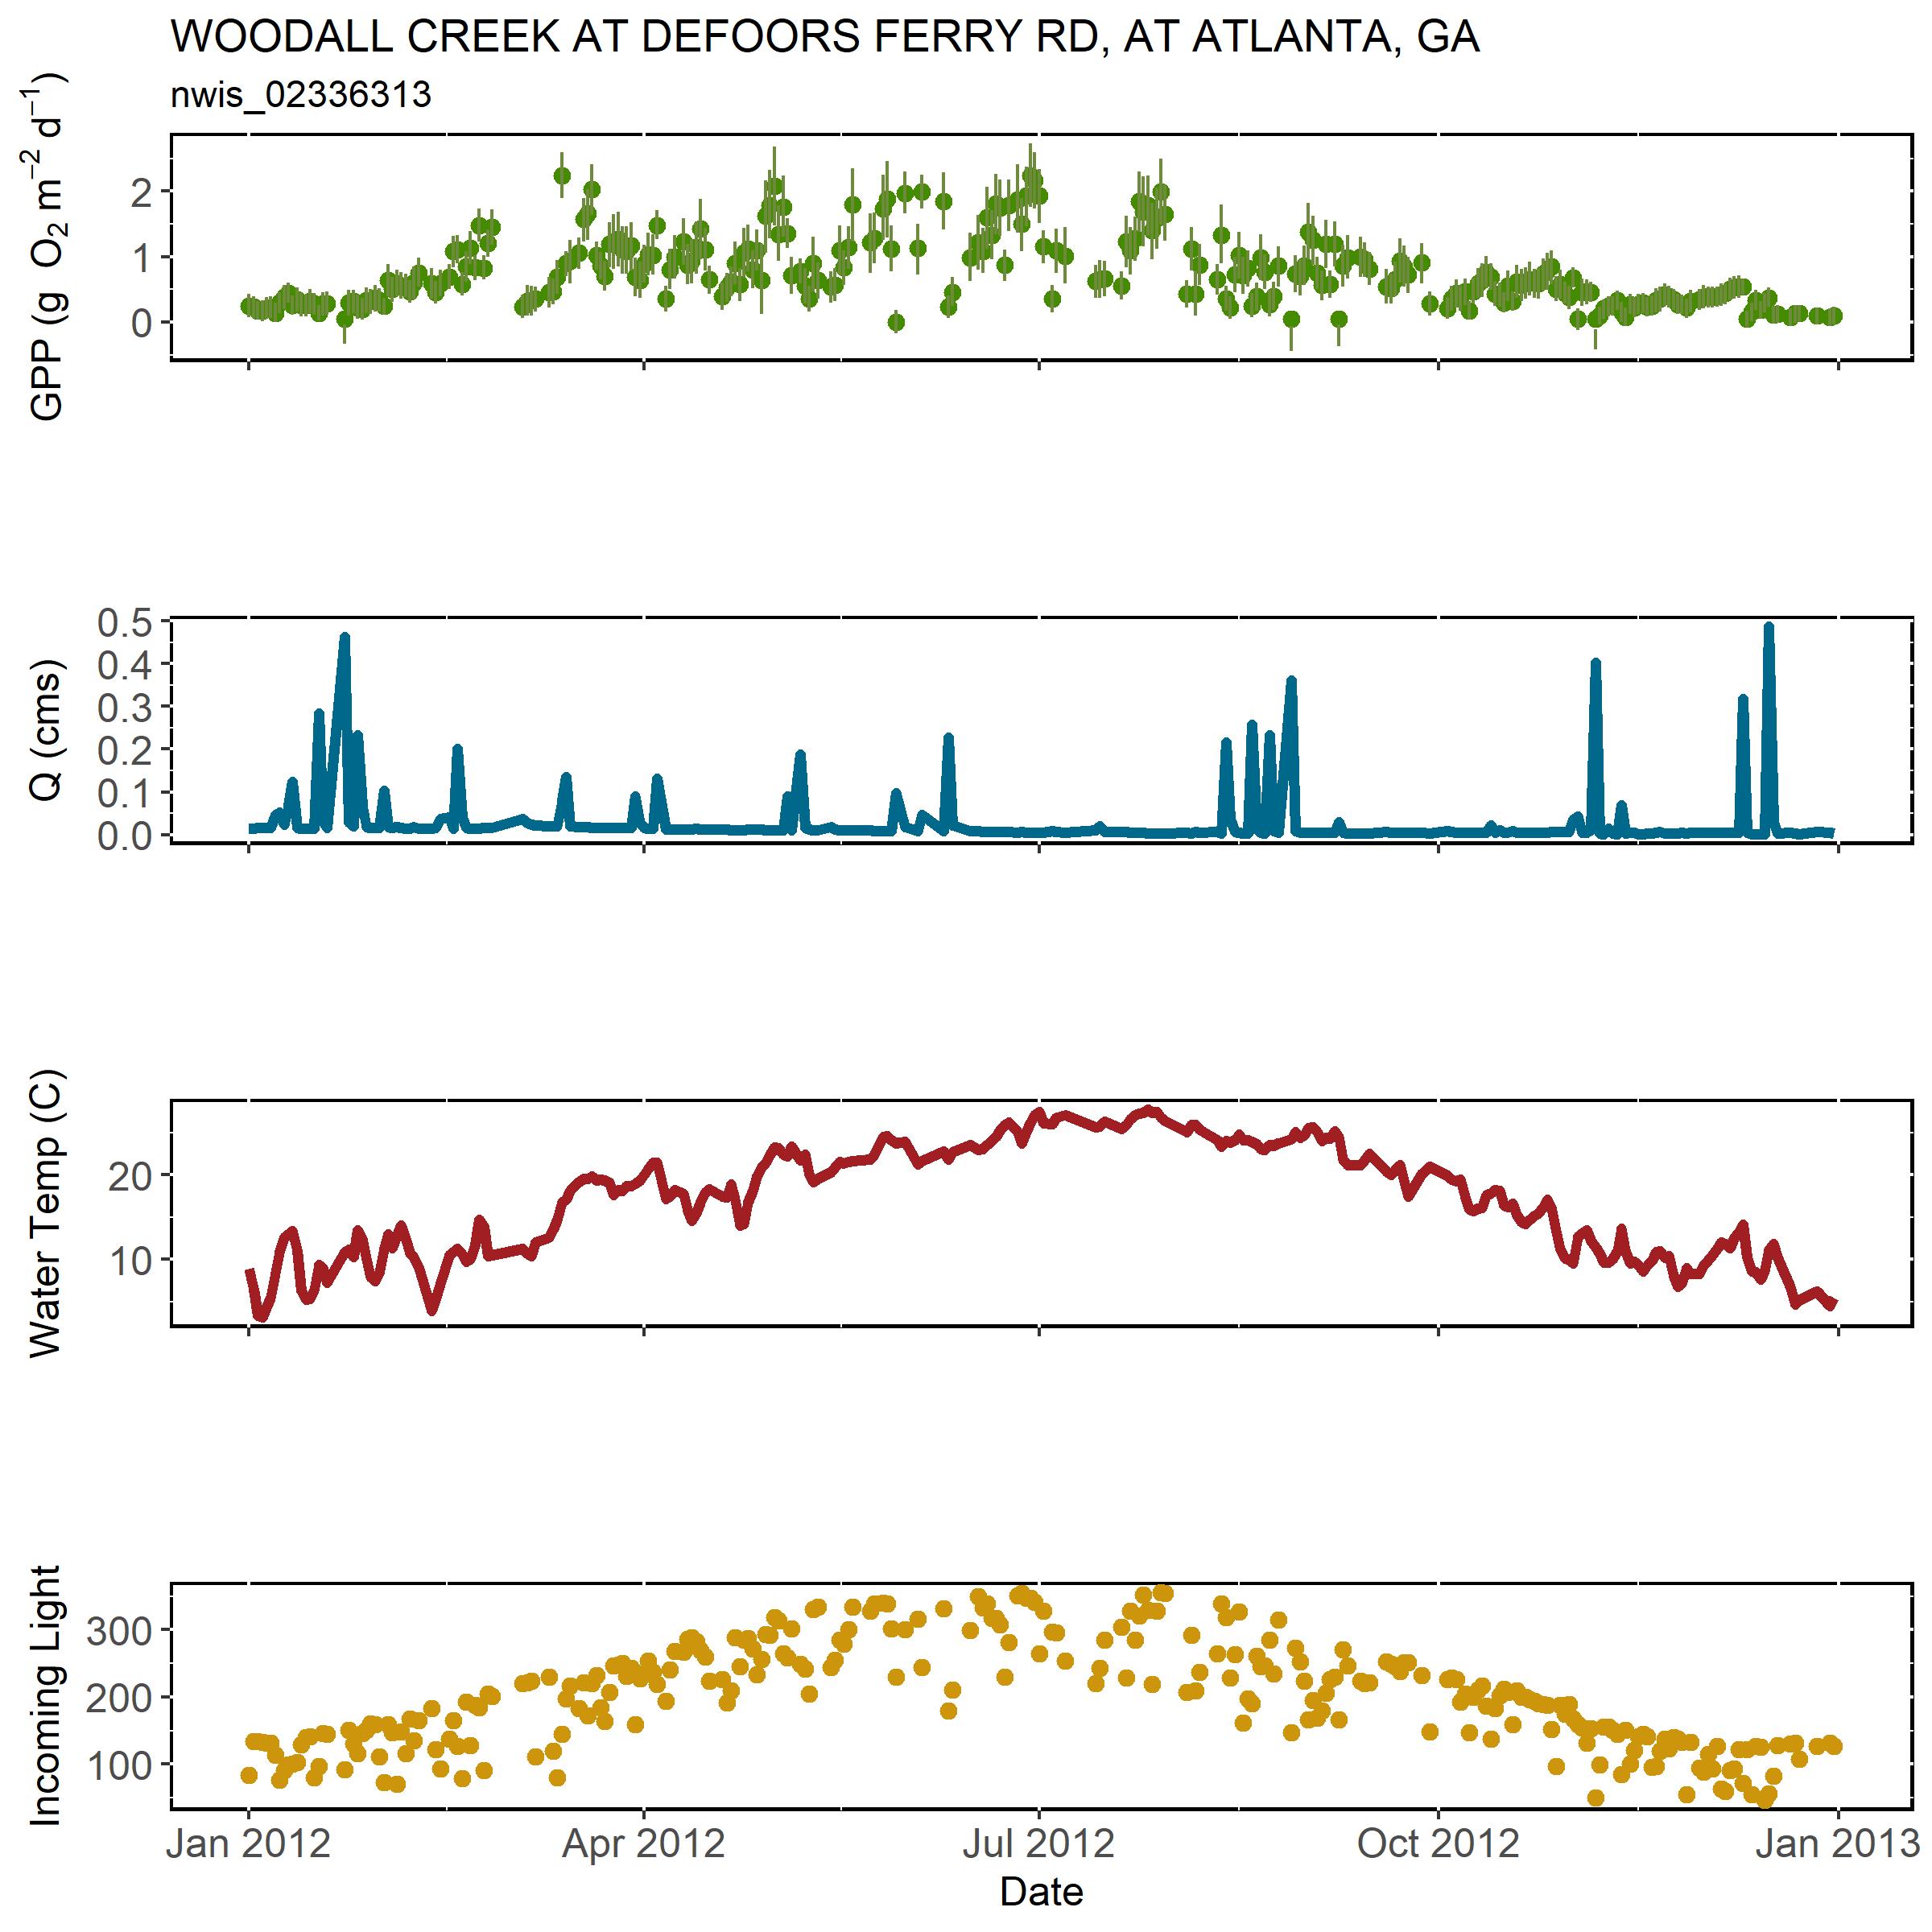 WOODALL CREEK AT DEFOORS FERRY RD, AT ATLANTA, GA
nwis_02336313
GPP (g O₂ m⁻² d⁻¹)
2
1
0
Q (cms)
0.5
0.4
0.3
0.2
0.1
0.0
Water Temp (C)
20
10
Incoming Light
300
200
100
Jan 2012 Apr 2012 Jul 2012 Oct 2012 Jan 2013
Date